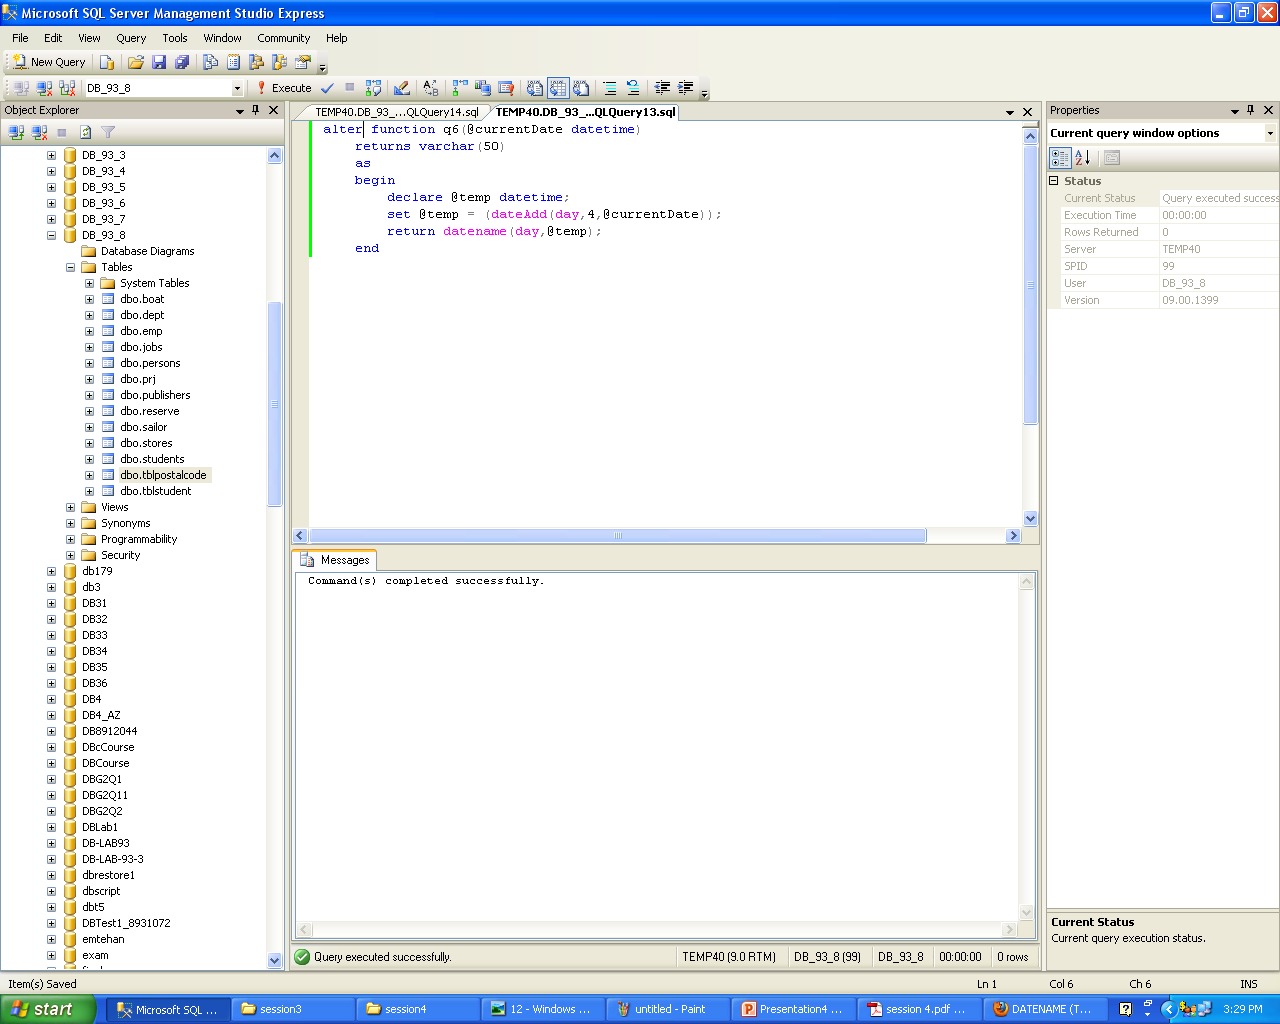 Microsoft SQL Server Management Studio Express
File Edit View Query Tools Window Community Help
New Query
DB_93_8 Execute
Object Explorer
DB_93_3
DB_93_4
DB_93_5
DB_93_6
DB_93_7
DB_93_8
Database Diagrams
Tables
System Tables
dbo.boat
dbo.dept
dbo.emp
dbo.jobs
dbo.persons
dbo.prj
dbo.publishers
dbo.reserve
dbo.sailor
dbo.stores
dbo.students
dbo.tblpostalcode
dbo.tblstudent
Views
Synonyms
Programmability
Security
db179
db3
DB31
DB32
DB33
DB34
DB35
DB36
DB4
DB4_AZ
DB8912044
DBcCourse
DBCourse
DBG2Q1
DBG2Q11
DBG2Q2
DBLab1
DB-LAB93
DB-LAB-93-3
dbrestore1
dbscript
dbt5
DBTest1_8931072
emtehan
exam
TEMP40.DB_93_...QLQuery14.sql TEMP40.DB_93_...QLQuery13.sql
alter function q6(@currentDate datetime)
returns varchar(50)
as
begin
declare @temp datetime;
set @temp = (dateAdd(day,4,@currentDate));
return datename(day,@temp);
end
Messages
Command(s) completed successfully.
Query executed successfully. TEMP40 (9.0 RTM) DB_93_8 (99) DB_93_8 00:00:00 0 rows
Properties
Current query window options
Status
Current Status Query executed success
Execution Time 00:00:00
Rows Returned 0
Server TEMP40
SPID 99
User DB_93_8
Version 09.00.1399
Current Status
Current query execution status.
Item(s) Saved Ln 1 Col 6 Ch 6 INS
start Microsoft SQL ... session3 session4 12 - Windows ... untitled - Paint Presentation4 ... session 4.pdf ... DATENAME (T... 3:29 PM